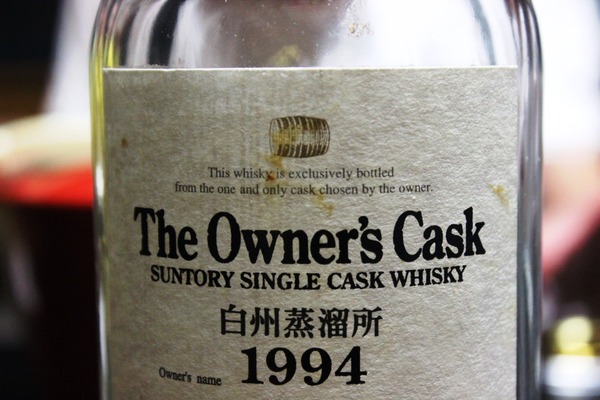 This whisky is exclusively bottled
from the one and only cask chosen by the owner.
The Owner's Cask
SUNTORY SINGLE CASK WHISKY
白州蒸溜所
1994
Owner's name